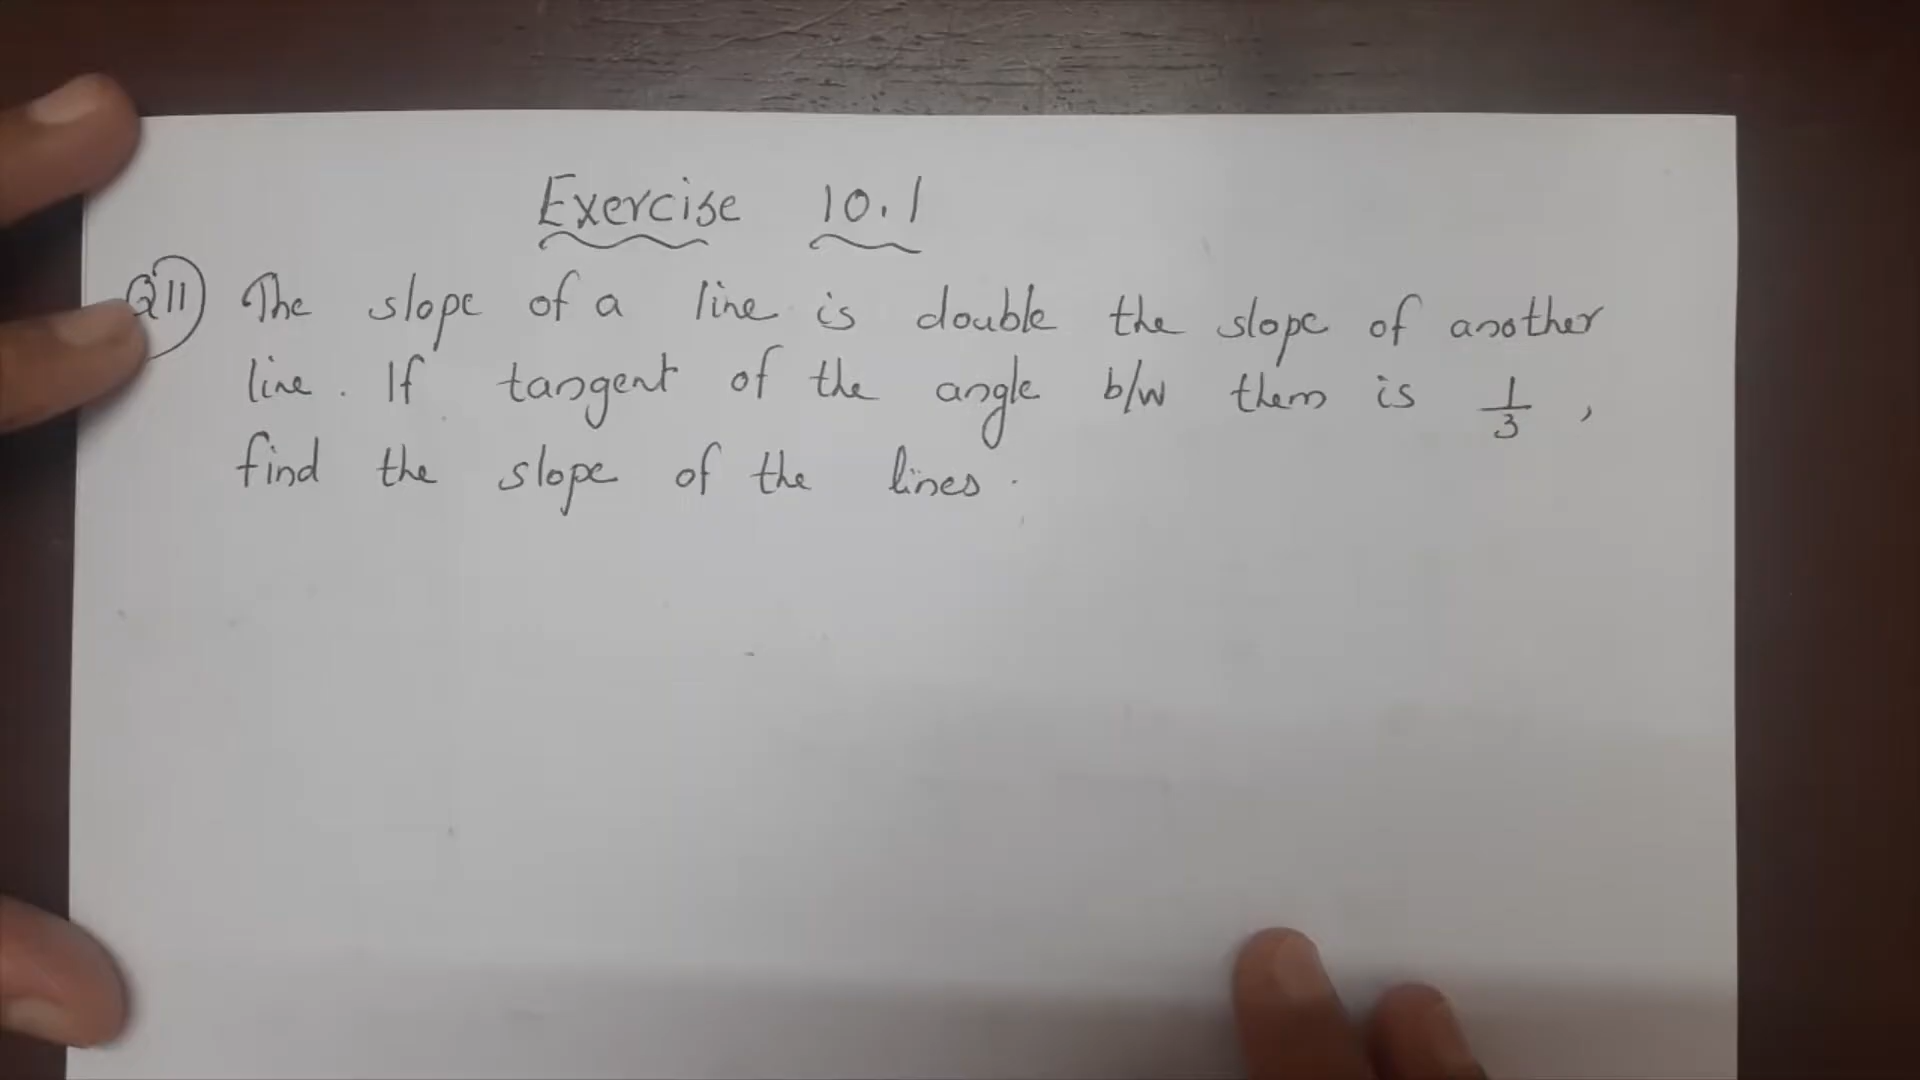 Exercise 10.1
Q11) The slope of a line is double the slope of another
line. If tangent of the angle b/w them is 1/3,
find the slope of the lines.